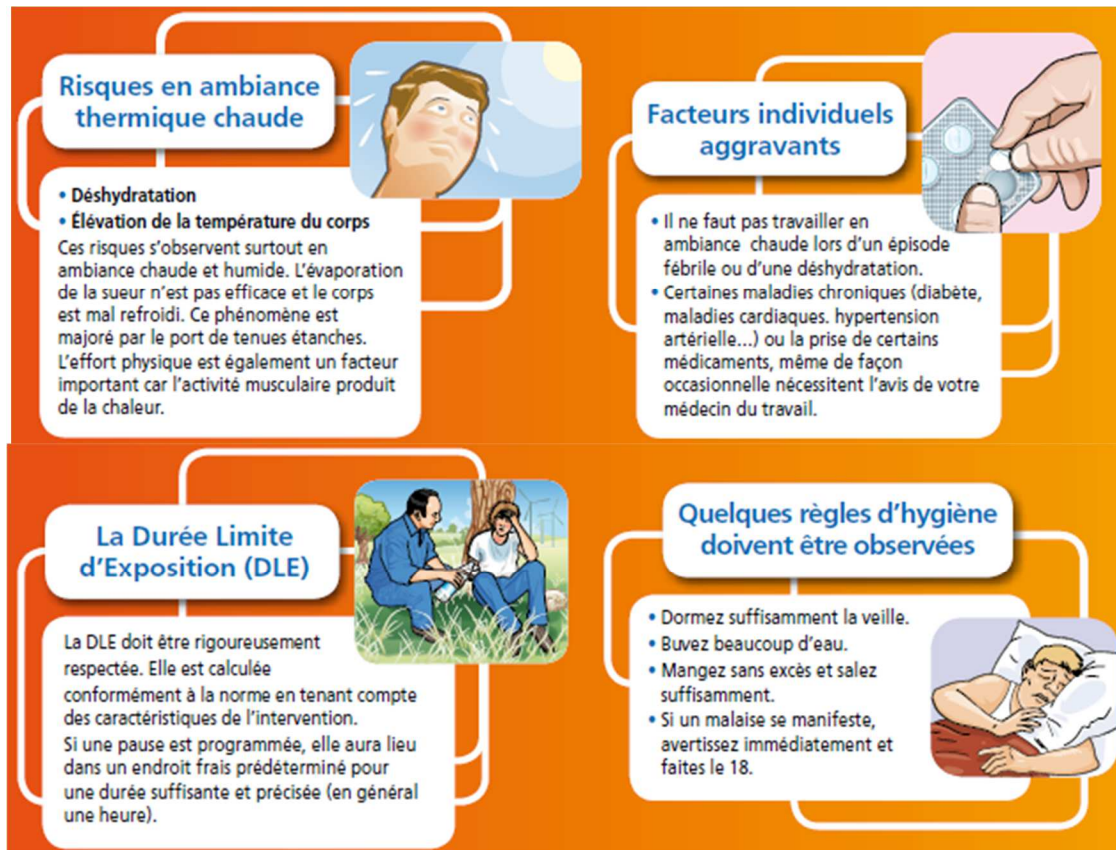 Risques en ambiance
thermique chaude
• Déshydratation
• Élévation de la température du corps
Ces risques s'observent surtout en
ambiance chaude et humide. L'évaporation
de la sueur n'est pas efficace et le corps
est mal refroidi. Ce phénomène est
majoré par le port de tenues étanches.
L'effort physique est également un facteur
important car l'activité musculaire produit
de la chaleur.
Facteurs individuels
aggravants
• Il ne faut pas travailler en
ambiance chaude lors d'un épisode
fébrile ou d'une déshydratation.
• Certaines maladies chroniques (diabète,
maladies cardiaques. hypertension
artérielle...) ou la prise de certains
médicaments, même de façon
occasionnelle nécessitent l'avis de votre
médecin du travail.
La Durée Limite
d'Exposition (DLE)
La DLE doit être rigoureusement
respectée. Elle est calculée
conformément à la norme en tenant compte
des caractéristiques de l'intervention.
Si une pause est programmée, elle aura lieu
dans un endroit frais prédéterminé pour
une durée suffisante et précisée (en général
une heure).
Quelques règles d'hygiène
doivent être observées
• Dormez suffisamment la veille.
• Buvez beaucoup d'eau.
• Mangez sans excès et salez
suffisamment.
• Si un malaise se manifeste,
avertissez immédiatement et
faites le 18.